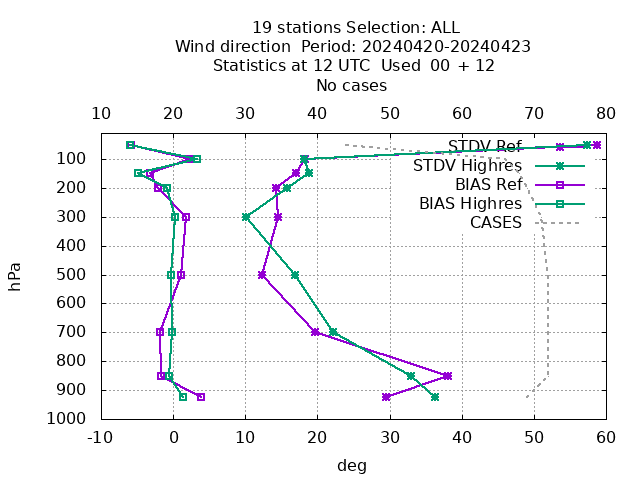 19 stations Selection: ALL
Wind direction  Period: 20240420-20240423
Statistics at 12 UTC  Used  00 + 12
No cases
10 20 30 40 50 60 70 80
STDV Ref
STDV Highres
BIAS Ref
BIAS Highres
CASES
100
200
300
400
500
600
700
800
900
1000
hPa
-10 0 10 20 30 40 50 60
deg